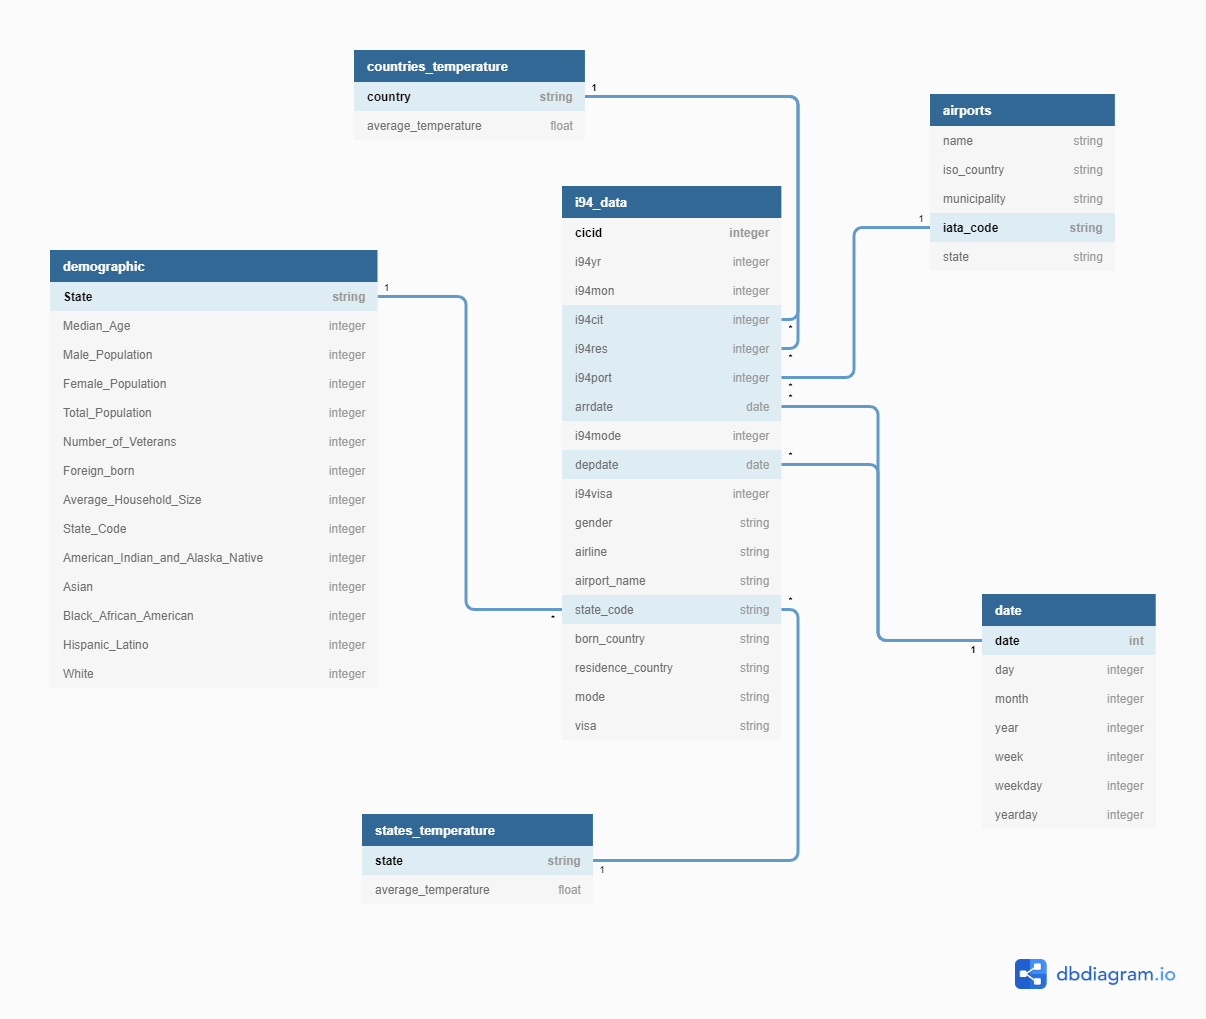 countries_temperature
1
country string
average_temperature float
airports
name string
iso_country string
municipality string
1
iata_code string
state string
i94_data
cicid integer
i94yr integer
i94mon integer
i94cit integer
*
i94res integer
*
i94port integer
*
*
arrdate date
i94mode integer
*
depdate date
i94visa integer
gender string
airline string
airport_name string
*
state_code string
*
born_country string
residence_country string
mode string
visa string
demographic
1
State string
Median_Age integer
Male_Population integer
Female_Population integer
Total_Population integer
Number_of_Veterans integer
Foreign_born integer
Average_Household_Size integer
State_Code integer
American_Indian_and_Alaska_Native integer
Asian integer
Black_African_American integer
Hispanic_Latino integer
White integer
date
date int
1
day integer
month integer
year integer
week integer
weekday integer
yearday integer
states_temperature
state string
1
average_temperature float
dbdiagram.io